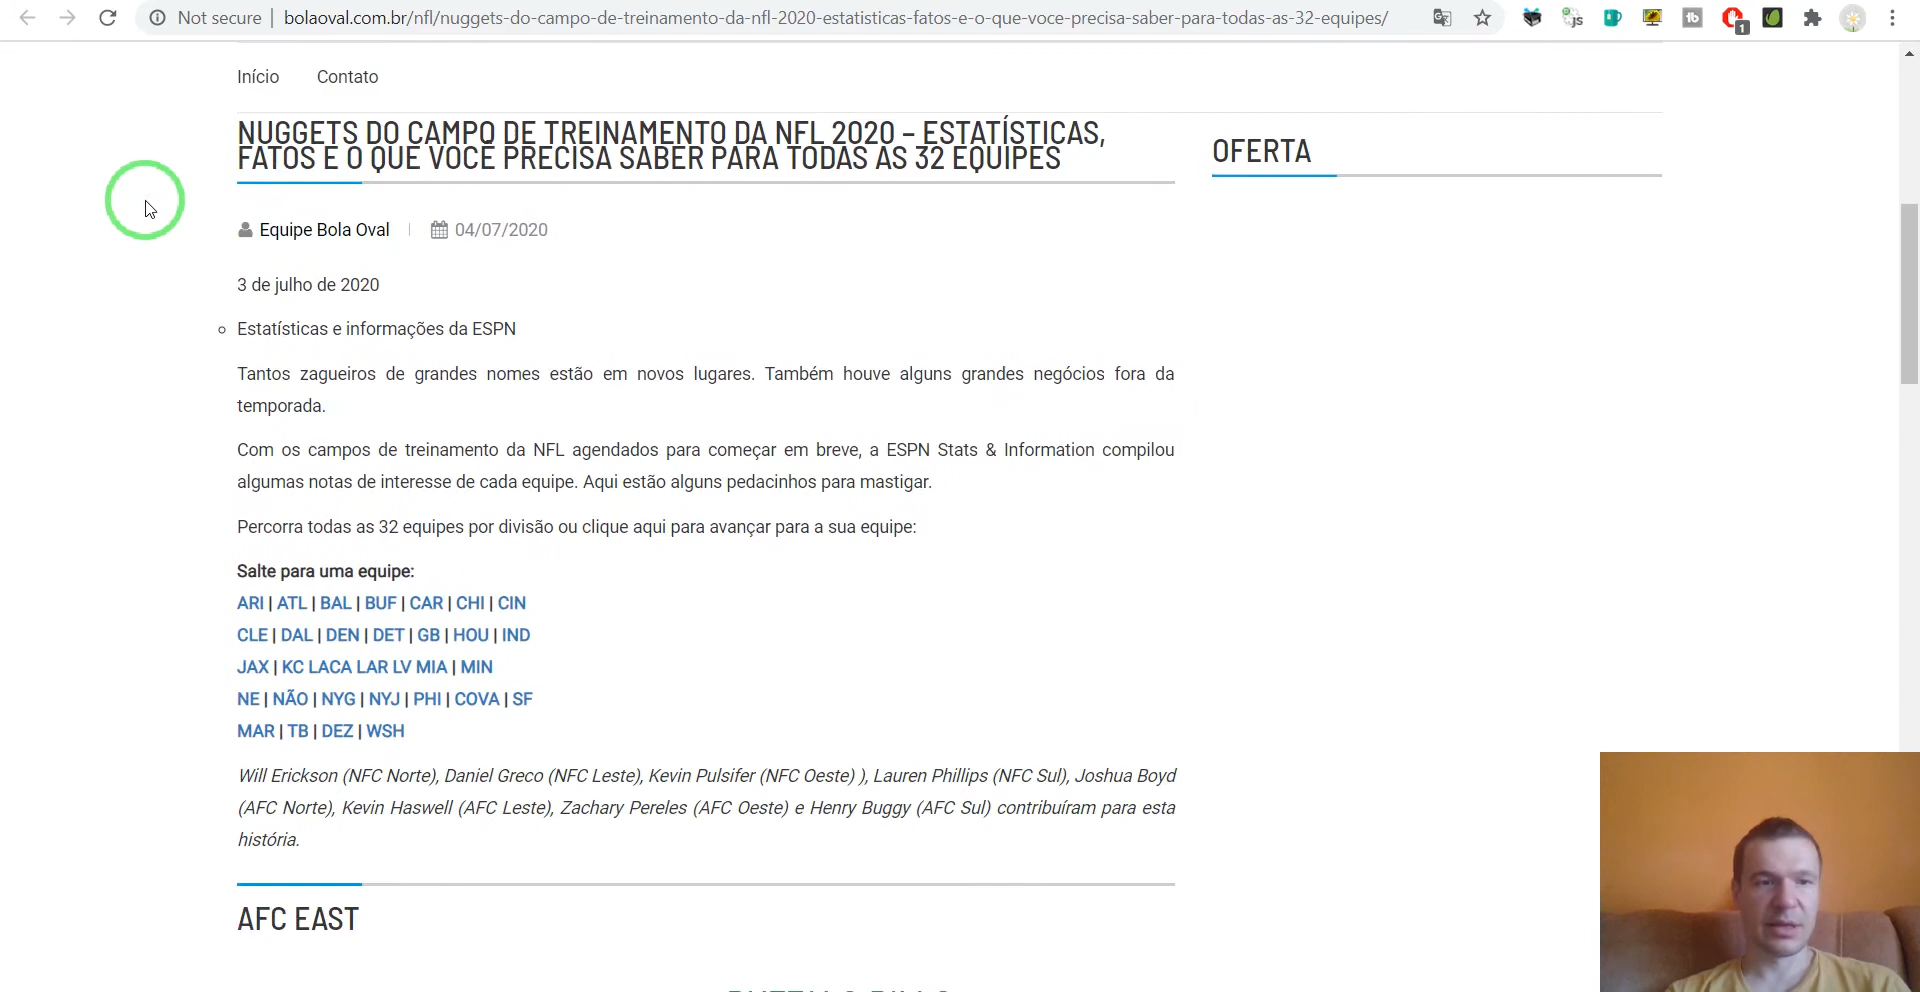 Not secure | bolaoval.com.br/nfl/nuggets-do-campo-de-treinamento-da-nfl-2020-estatisticas-fatos-e-o-que-voce-precisa-saber-para-todas-as-32-equipes/
1
Início Contato
NUGGETS DO CAMPO DE TREINAMENTO DA NFL 2020 – ESTATÍSTICAS,
FATOS E O QUE VOCÊ PRECISA SABER PARA TODAS AS 32 EQUIPES
OFERTA
Equipe Bola Oval | 04/07/2020
3 de julho de 2020
Estatísticas e informações da ESPN
Tantos zagueiros de grandes nomes estão em novos lugares. Também houve alguns grandes negócios fora da
temporada.
Com os campos de treinamento da NFL agendados para começar em breve, a ESPN Stats & Information compilou
algumas notas de interesse de cada equipe. Aqui estão alguns pedacinhos para mastigar.
Percorra todas as 32 equipes por divisão ou clique aqui para avançar para a sua equipe:
Salte para uma equipe:
ARI | ATL | BAL | BUF | CAR | CHI | CIN
CLE | DAL | DEN | DET | GB | HOU | IND
JAX | KC LACA LAR LV MIA | MIN
NE | NÃO | NYG | NYJ | PHI | COVA | SF
MAR | TB | DEZ | WSH
Will Erickson (NFC Norte), Daniel Greco (NFC Leste), Kevin Pulsifer (NFC Oeste) ), Lauren Phillips (NFC Sul), Joshua Boyd
(AFC Norte), Kevin Haswell (AFC Leste), Zachary Pereles (AFC Oeste) e Henry Buggy (AFC Sul) contribuíram para esta
história.
AFC EAST